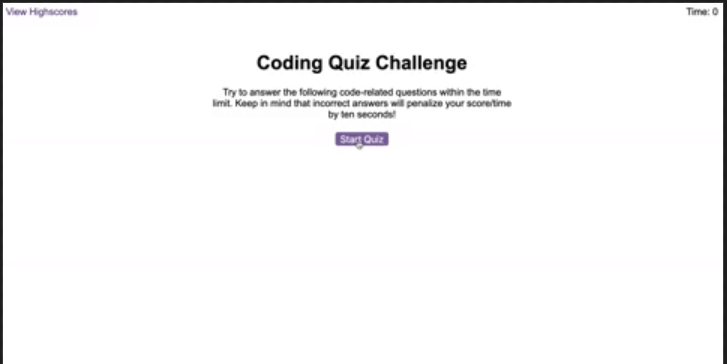 View Highscores
Time: 0
Coding Quiz Challenge
Try to answer the following code-related questions within the time
limit. Keep in mind that incorrect answers will penalize your score/time
by ten seconds!
Start Quiz